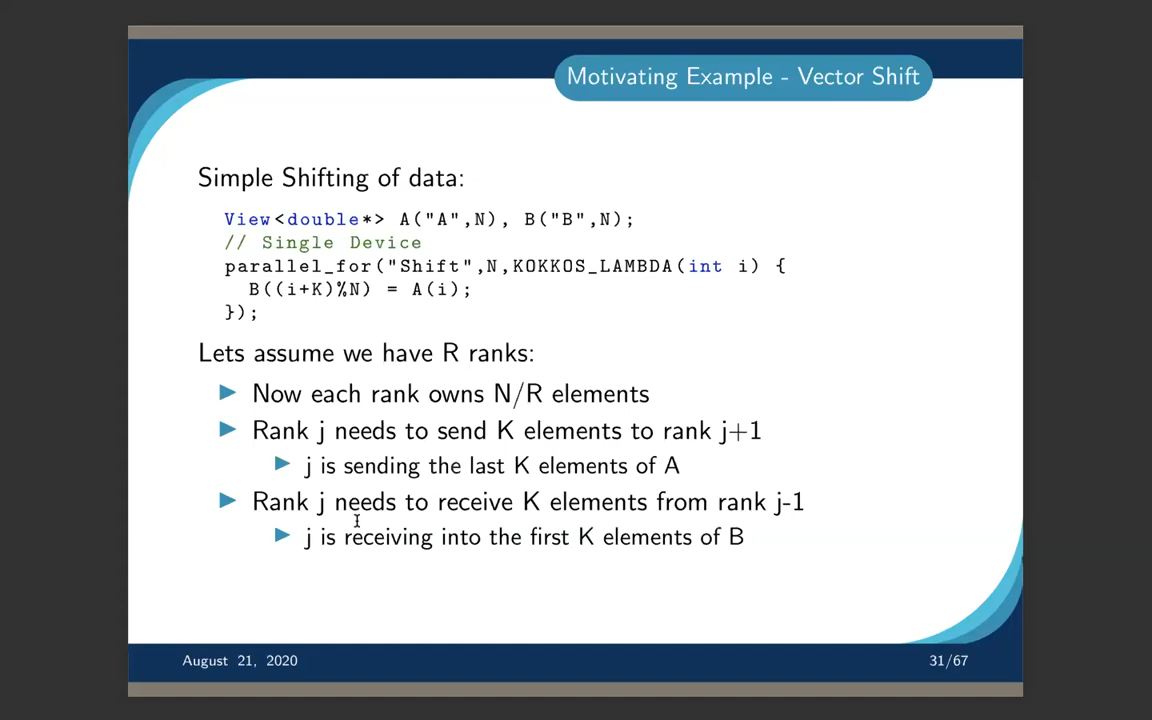 Motivating Example - Vector Shift
Simple Shifting of data:
View<double*> A("A",N), B("B",N);
// Single Device
parallel_for("Shift",N,KOKKOS_LAMBDA(int i) {
B((i+K)%N) = A(i);
});
Lets assume we have R ranks:
Now each rank owns N/R elements
Rank j needs to send K elements to rank j+1
j is sending the last K elements of A
Rank j needs to receive K elements from rank j-1
j is receiving into the first K elements of B
August 21, 2020
31/67